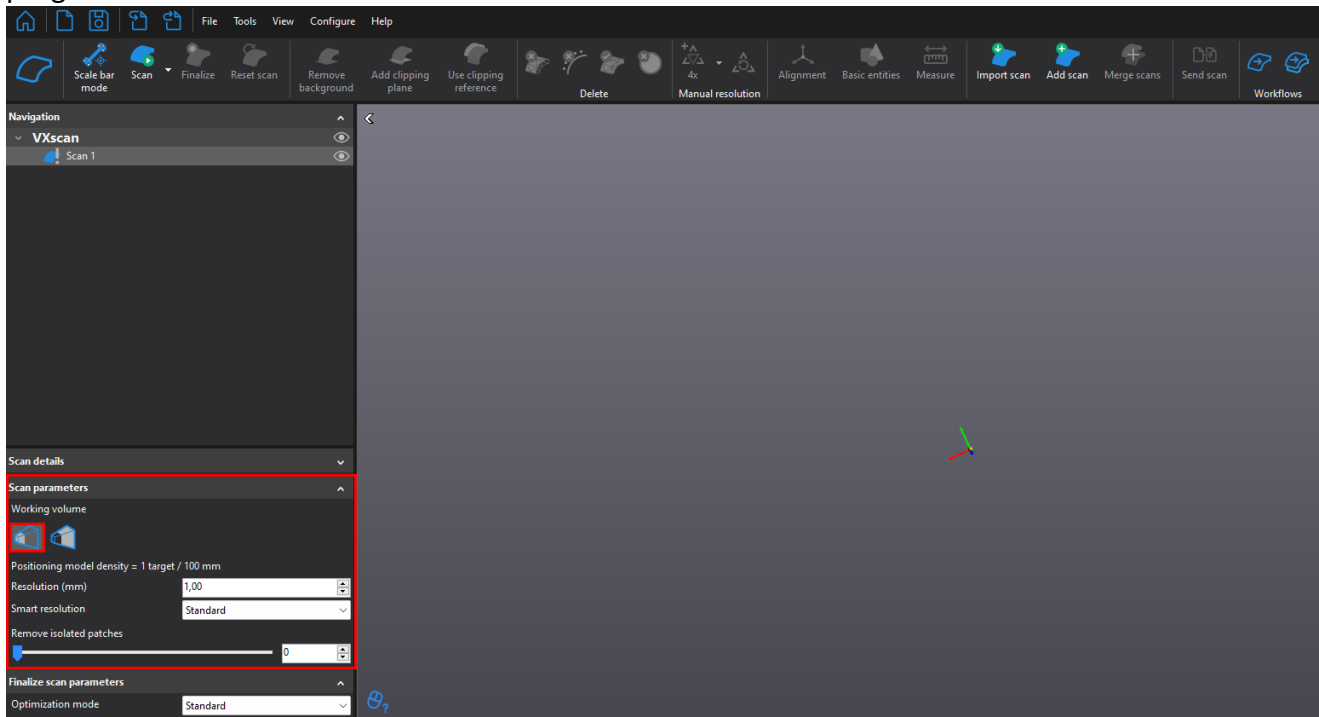 File Tools View Configure Help
Scale bar mode
Scan
Finalize
Reset scan
Remove background
Add clipping plane
Use clipping reference
Delete
4x
Manual resolution
Alignment
Basic entities
Measure
Import scan
Add scan
Merge scans
Send scan
Workflows
Navigation
VXscan
Scan 1
Scan details
Scan parameters
Working volume
Positioning model density = 1 target / 100 mm
Resolution (mm) 1,00
Smart resolution Standard
Remove isolated patches
0
Finalize scan parameters
Optimization mode Standard
?